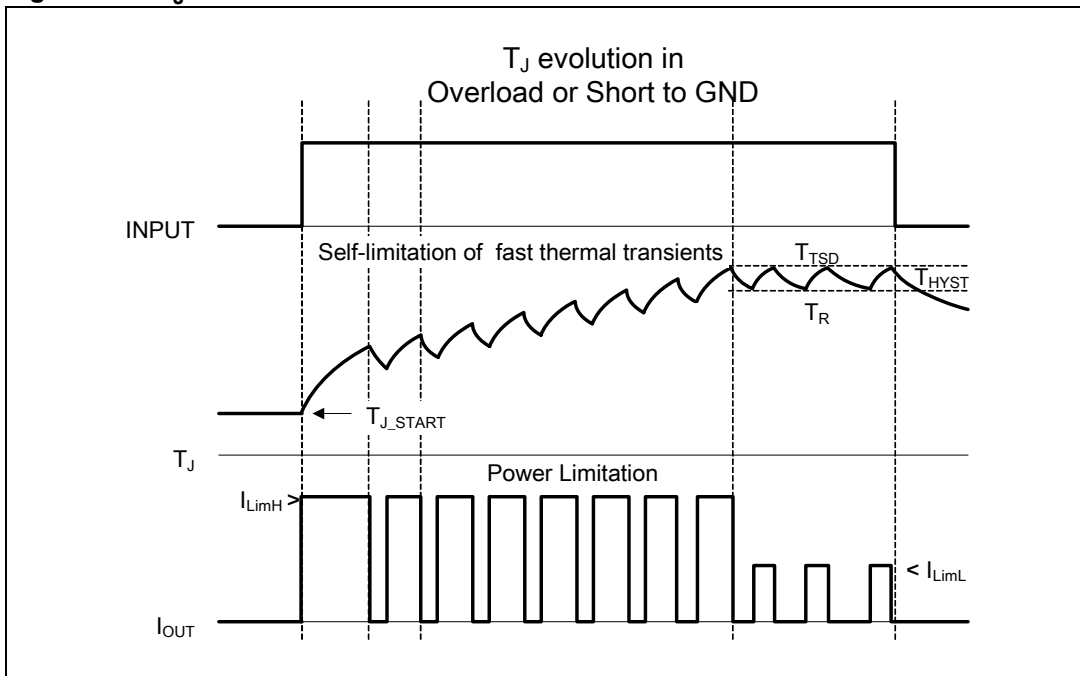 T_J evolution in
Overload or Short to GND
INPUT
Self-limitation of fast thermal transients
T_TSD
T_HYST
T_R
T_J_START
T_J
Power Limitation
I_LimH >
< I_LimL
I_OUT